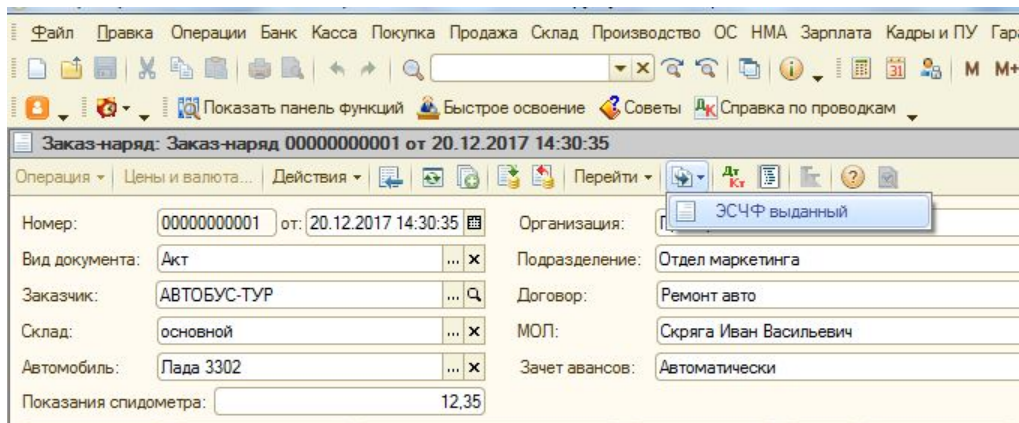 Файл Правка Операции Банк Касса Покупка Продажа Склад Производство ОС НМА Зарплата Кадры и ПУ Гара
31 M M+
Показать панель функций Быстрое освоение Советы Справка по проводкам
Заказ-наряд: Заказ-наряд 00000000001 от 20.12.2017 14:30:35
Операция Цены и валюта... Действия Перейти Дт Кт
ЭСЧФ выданный
Номер: 00000000001 от: 20.12.2017 14:30:35 Организация:
Вид документа: Акт ... x Подразделение: Отдел маркетинга
Заказчик: АВТОБУС-ТУР ... Договор: Ремонт авто
Склад: основной ... x МОЛ: Скряга Иван Васильевич
Автомобиль: Лада 3302 ... x Зачет авансов: Автоматически
Показания спидометра: 12,35